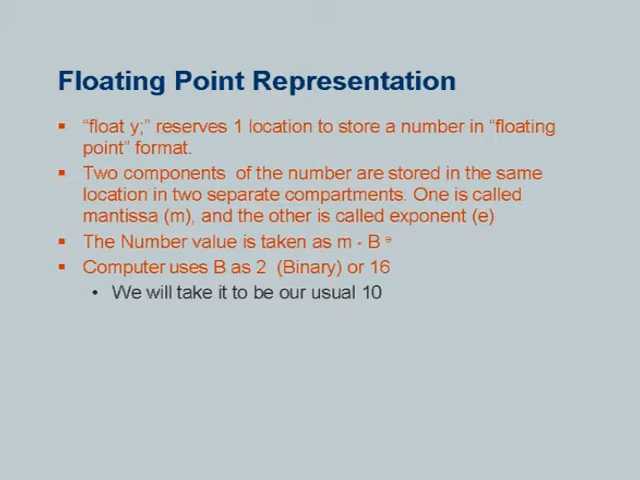 Floating Point Representation
▪ “float y;” reserves 1 location to store a number in “floating
point” format.
▪ Two components of the number are stored in the same
location in two separate compartments. One is called
mantissa (m), and the other is called exponent (e)
▪ The Number value is taken as m * B e
▪ Computer uses B as 2 (Binary) or 16
• We will take it to be our usual 10